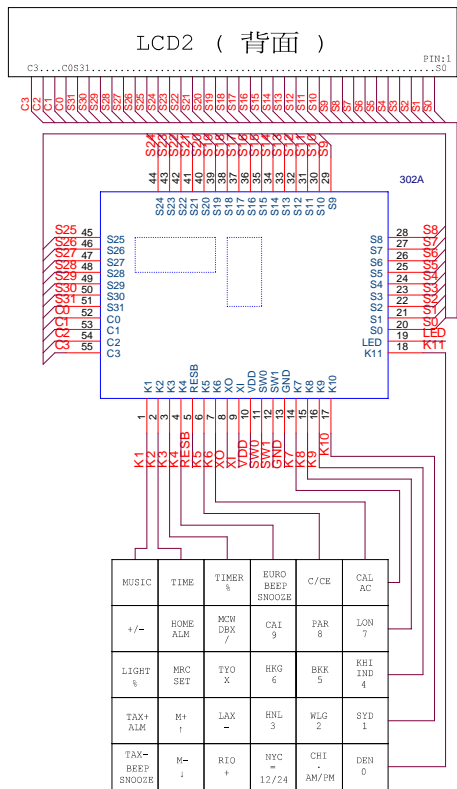 LCD2 ( 背面 )
PIN:1
C3....C0S31..........................................S0
C3 C2 C1 C0 S31 S30 S29 S28 S27 S26 S25 S24 S23 S22 S21 S20 S19 S18 S17 S16 S15 S14 S13 S12 S11 S10 S9 S8 S7 S6 S5 S4 S3 S2 S1 S0
S24 S23 S22 S21 S20 S19 S18 S17 S16 S15 S14 S13 S12 S11 S10 S9
44 43 42 41 40 39 38 37 36 35 34 33 32 31 30 29
302A
S24 S23 S22 S21 S20 S19 S18 S17 S16 S15 S14 S13 S12 S11 S10 S9
S25 45 S25
S26 46 S26
S27 47 S27
S28 48 S28
S29 49 S29
S30 50 S30
S31 51 S31
C0 52 C0
C1 53 C1
C2 54 C2
C3 55 C3
S8 28 S8
S7 27 S7
S6 26 S6
S5 25 S5
S4 24 S4
S3 23 S3
S2 22 S2
S1 21 S1
S0 20 S0
LED 19 LED
K11 18 K11
K1 K2 K3 K4 RESB K5 K6 XO XI VDD SW0 SW1 GND K7 K8 K9 K10
1 2 3 4 5 6 7 8 9 10 11 12 13 14 15 16 17
K1 K2 K3 K4 RESB K5 K6 XO XI VDD SW0 SW1 GND K7 K8 K9 K10
MUSIC
TIME
TIMER
%
EURO
BEEP
SNOOZE
C/CE
CAL
AC
+/-
HOME
ALM
MCW
DBX
/
CAI
9
PAR
8
LON
7
LIGHT
%
MRC
SET
TYO
X
HKG
6
BKK
5
KHI
IND
4
TAX+
ALM
M+
↑
LAX
-
HNL
3
WLG
2
SYD
1
TAX-
BEEP
SNOOZE
M-
↓
RIO
+
NYC
=
12/24
CHI
.
AM/PM
DEN
0